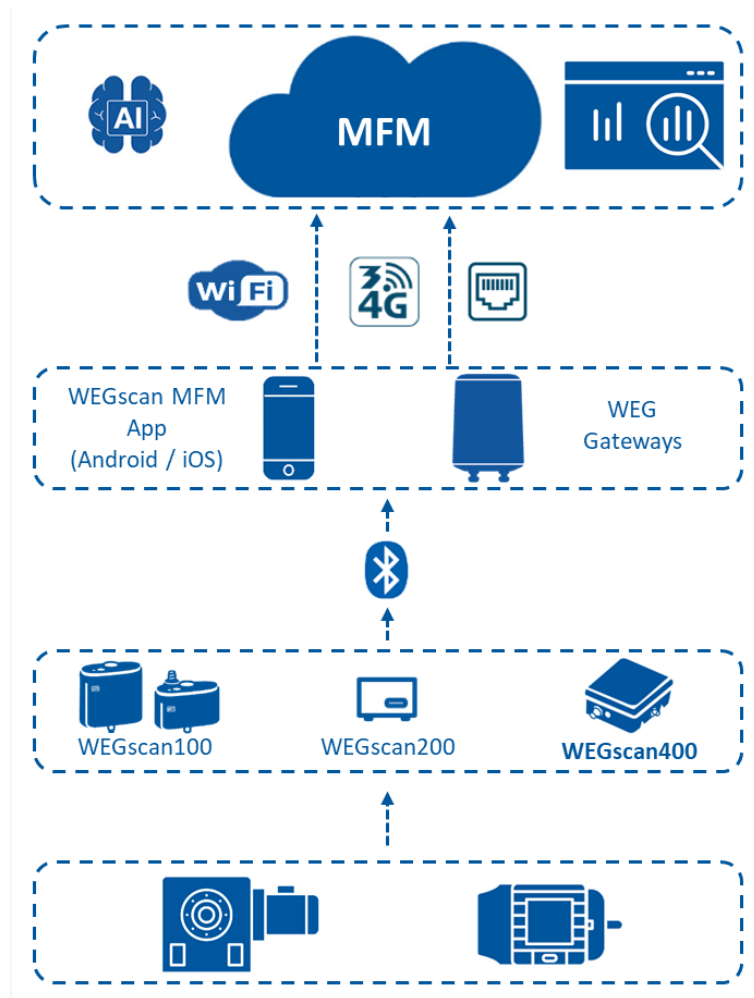 AI
MFM
Wi Fi
3G
4G
WEGscan MFM
App
(Android / iOS)
WEG
Gateways
WEGscan100
WEGscan200
WEGscan400